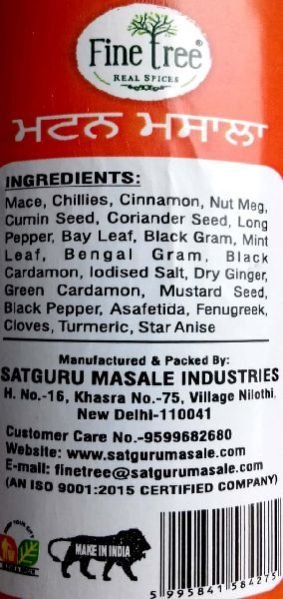 Fine tree®
REAL SPICES
ਮਟਨ ਮਸਾਲਾ
INGREDIENTS:
Mace, Chillies, Cinnamon, Nut Meg,
Cumin Seed, Coriander Seed, Long
Pepper, Bay Leaf, Black Gram, Mint
Leaf, Bengal Gram, Black
Cardamon, Iodised Salt, Dry Ginger,
Green Cardamon, Mustard Seed,
Black Pepper, Asafetida, Fenugreek,
Cloves, Turmeric, Star Anise
Manufactured & Packed By:
SATGURU MASALE INDUSTRIES
H. No.-16, Khasra No.-75, Village Nilothi,
New Delhi-110041
Customer Care No.-9599682680
Website: www.satgurumasale.com
E-mail: finetree@satgurumasale.com
(AN ISO 9001:2015 CERTIFIED COMPANY)
MAKE IN INDIA
5 995841 584275